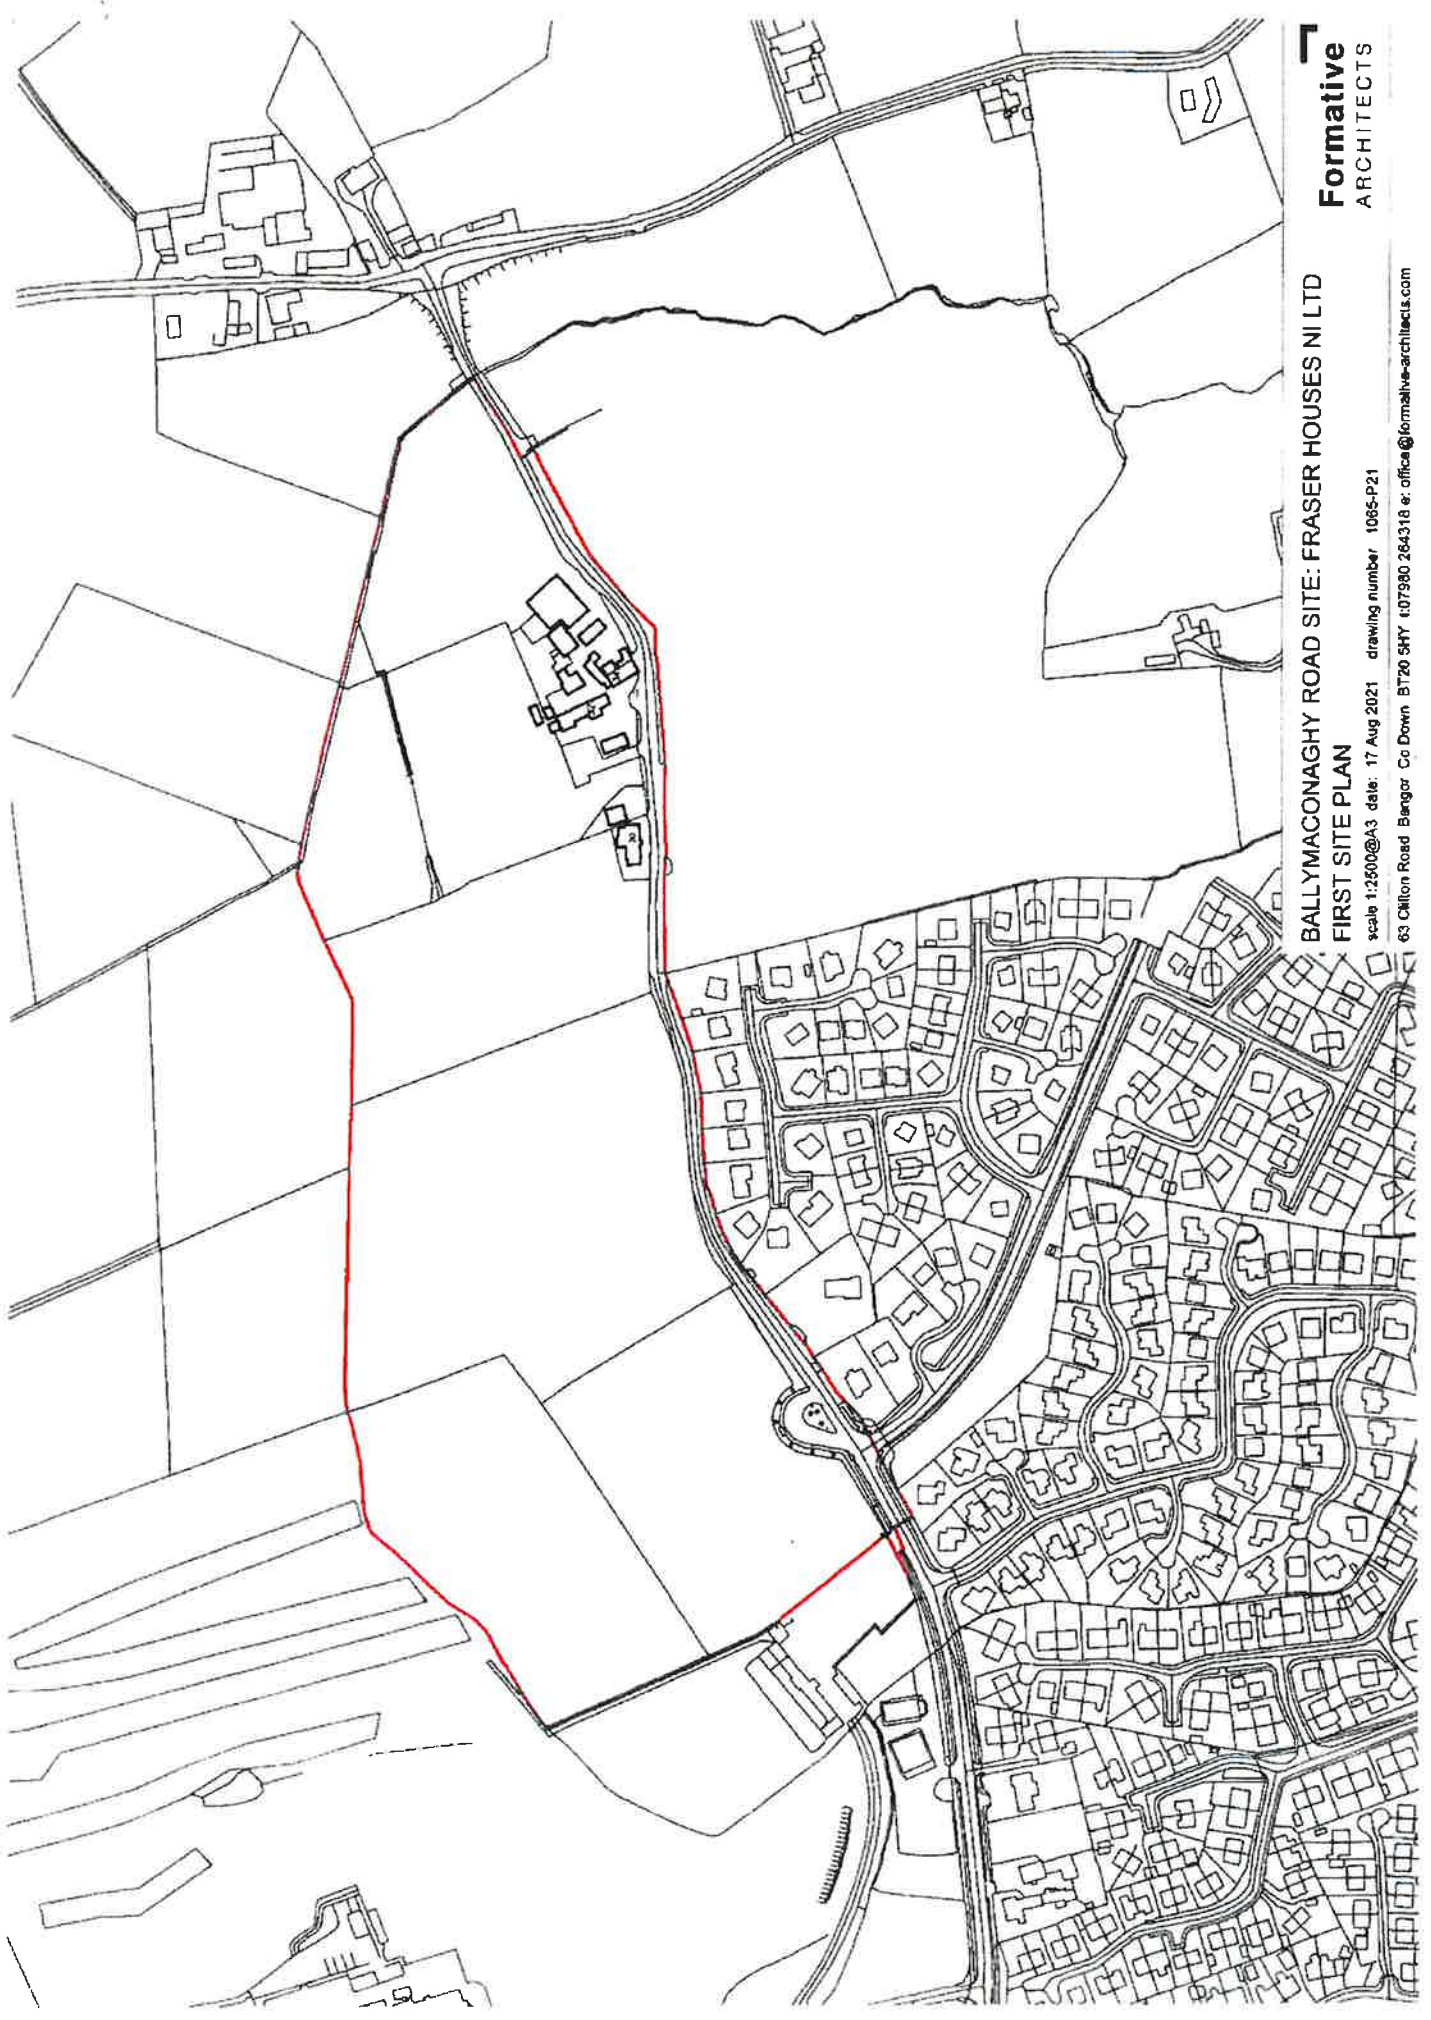 BALLYMACONAGHY ROAD SITE: FRASER HOUSES NI LTD
FIRST SITE PLAN
scale 1:2500@A3 date: 17 Aug 2021 drawing number 1065-P21
63 Clifton Road Bangor Co Down BT20 5HY t:07980 264318 e: office@formative-architects.com
Formative
ARCHITECTS